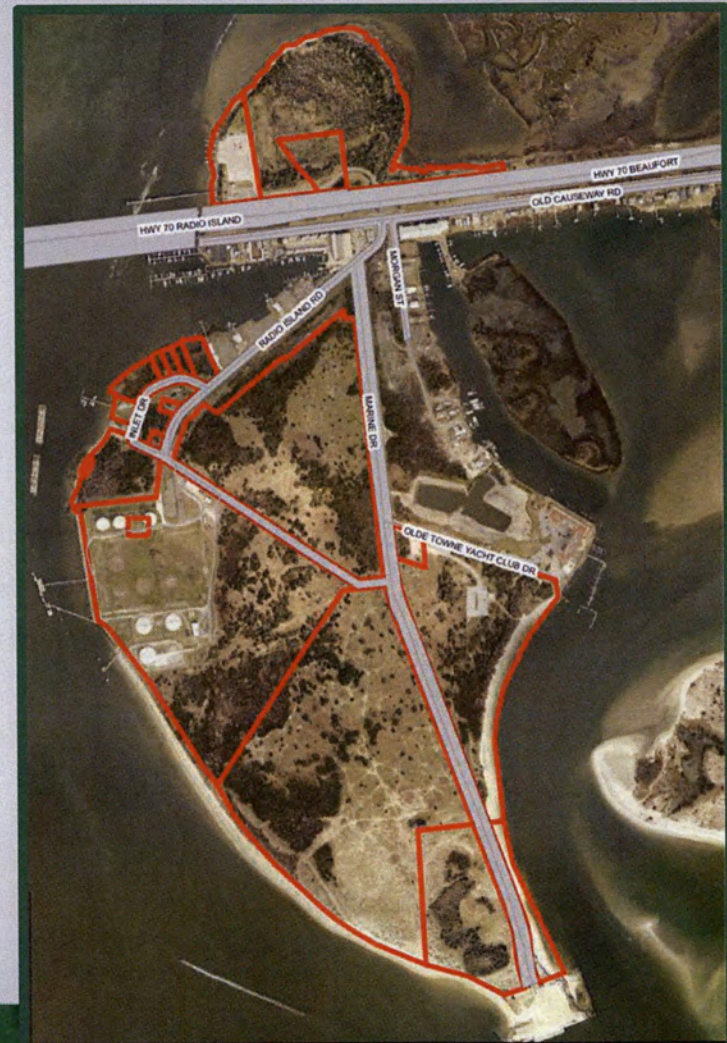 HWY 70 BEAUFORT
OLD CAUSEWAY RD
HWY 70 RADIO ISLAND
MORGAN ST
RADIO ISLAND RD
MARINE DR
INLET DR
OLDE TOWNE YACHT CLUB DR